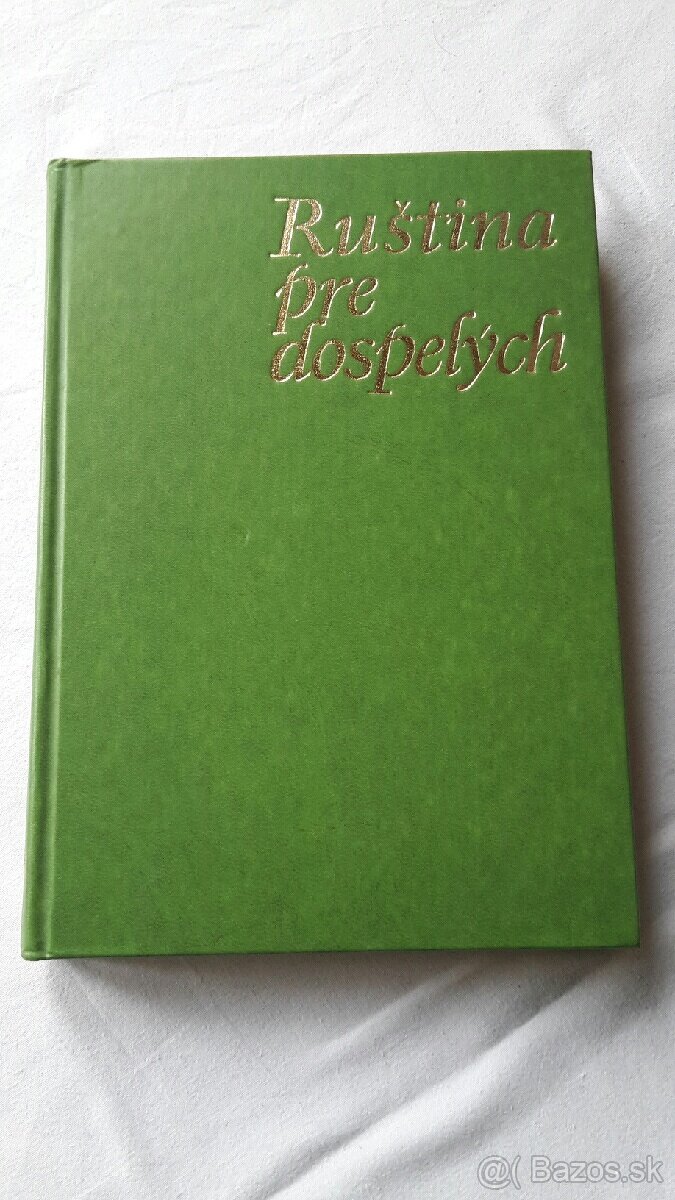 Ruština
pre
dospelých
@( Bazos.sk